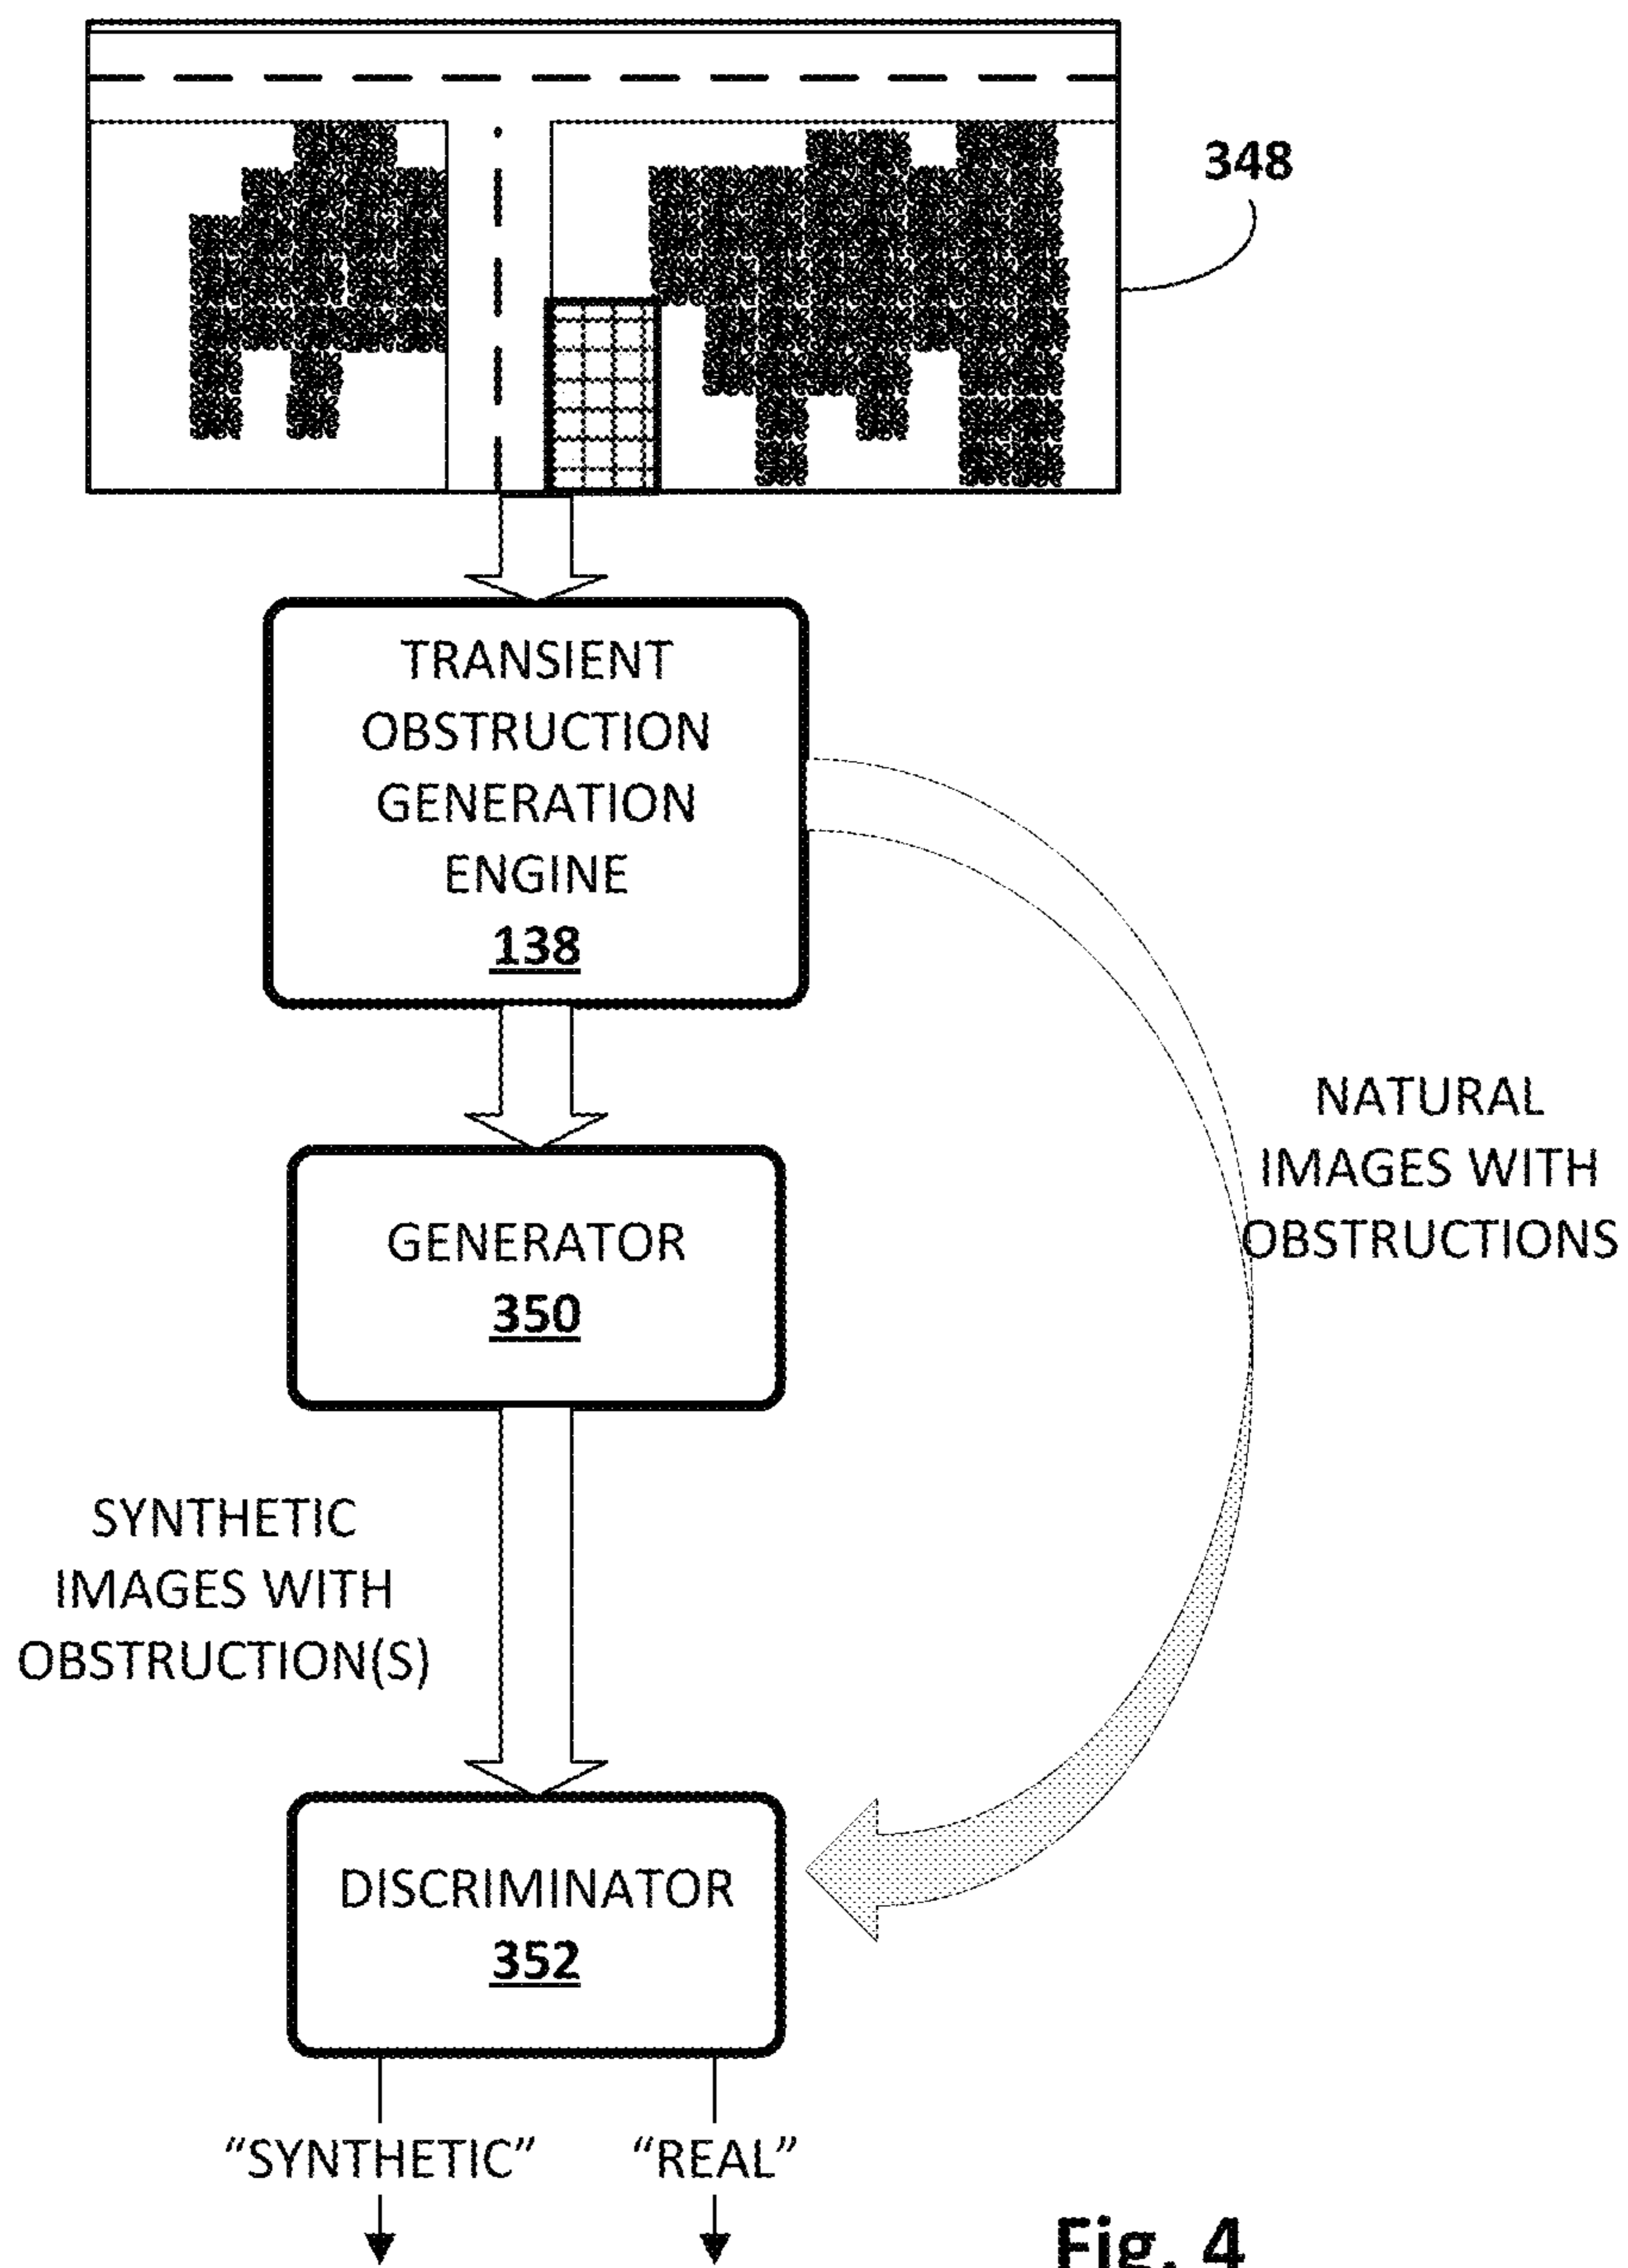 348
TRANSIENT
OBSTRUCTION
GENERATION
ENGINE
138
NATURAL
IMAGES WITH
OBSTRUCTIONS
GENERATOR
350
SYNTHETIC
IMAGES WITH
OBSTRUCTION(S)
DISCRIMINATOR
352
“SYNTHETIC” “REAL”
Fig. 4